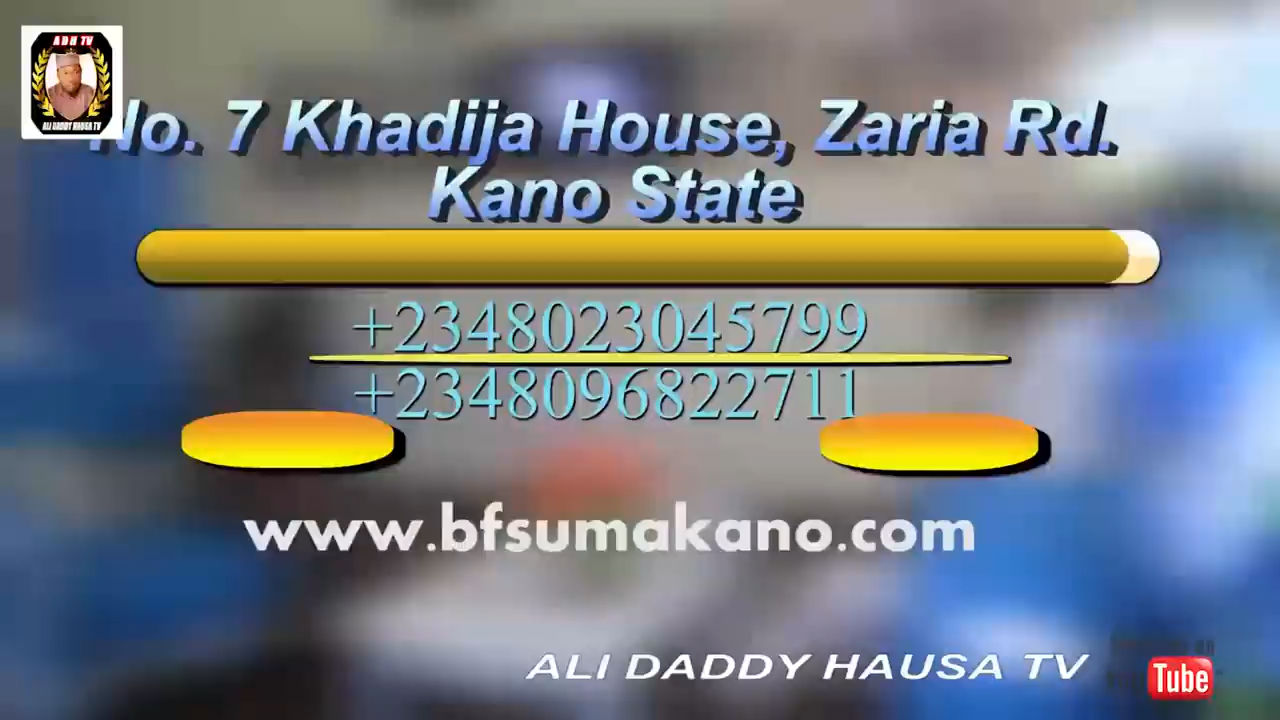 ADH TV
ALI DADDY HAUSA TV
No. 7 Khadija House, Zaria Rd.
Kano State
+2348023045799
+2348096822711
www.bfsumakano.com
ALI DADDY HAUSA TV
Tube